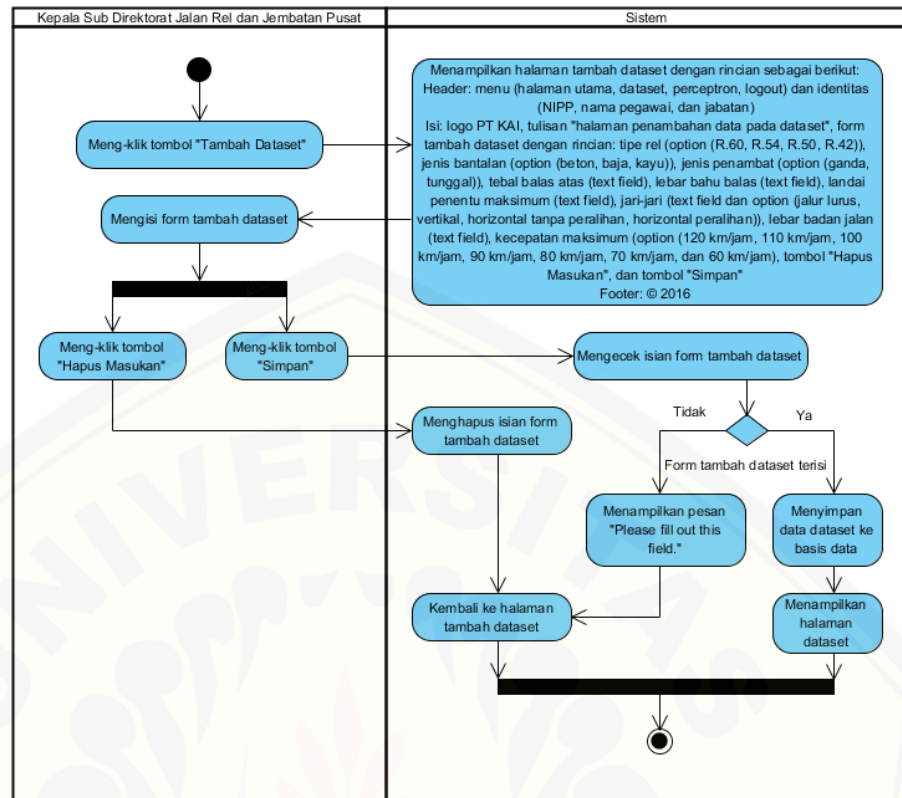 Kepala Sub Direktorat Jalan Rel dan Jembatan Pusat
Sistem
Meng-klik tombol "Tambah Dataset"
Menampilkan halaman tambah dataset dengan rincian sebagai berikut:
Header: menu (halaman utama, dataset, perceptron, logout) dan identitas
(NIPP, nama pegawai, dan jabatan)
Isi: logo PT KAI, tulisan "halaman penambahan data pada dataset", form
tambah dataset dengan rincian: tipe rel (option (R.60, R.54, R.50, R.42)),
jenis bantalan (option (beton, baja, kayu)), jenis penambat (option (ganda,
tunggal)), tebal balas atas (text field), lebar bahu balas (text field), landai
penentu maksimum (text field), jari-jari (text field dan option (jalur lurus,
vertikal, horizontal tanpa peralihan, horizontal peralihan)), lebar badan jalan
(text field), kecepatan maksimum (option (120 km/jam, 110 km/jam, 100
km/jam, 90 km/jam, 80 km/jam, 70 km/jam, dan 60 km/jam), tombol "Hapus
Masukan", dan tombol "Simpan"
Footer: © 2016
Mengisi form tambah dataset
Meng-klik tombol
"Hapus Masukan"
Meng-klik tombol
"Simpan"
Mengecek isian form tambah dataset
Tidak
Ya
Form tambah dataset terisi
Menghapus isian form
tambah dataset
Menampilkan pesan
"Please fill out this
field."
Menyimpan
data dataset ke
basis data
Kembali ke halaman
tambah dataset
Menampilkan
halaman
dataset
UNIVERSITAS